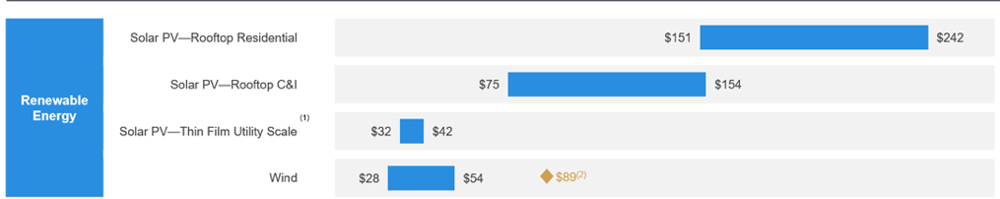 Renewable
Energy
Solar PV—Rooftop Residential $151 $242
Solar PV—Rooftop C&I $75 $154
Solar PV—Thin Film Utility Scale (1) $32 $42
Wind $28 $54 $89(2)